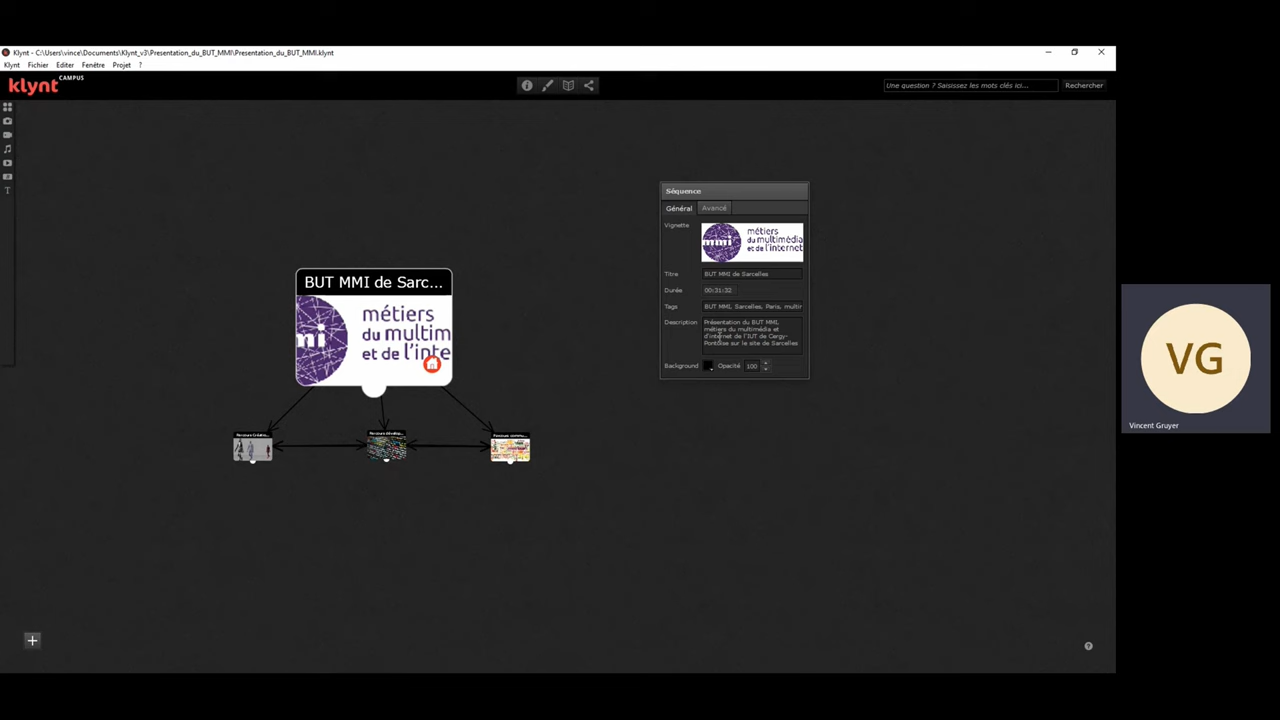 Klynt - C:\Users\vince\Documents\Klynt_v3\Presentation_du_BUT_MMI\Presentation_du_BUT_MMI.klynt
Klynt Fichier Editer Fenêtre Projet ?
klynt CAMPUS
Une question ? Saisissez les mots clés ici...
Rechercher
Séquence
Général Avancé
Vignette
mmi
métiers
du multimédia
et de l'internet
Titre BUT MMI de Sarcelles
Durée 00:31:32
Tags BUT MMI, Sarcelles, Paris, multir
Description Présentation du BUT MMI,
métiers du multimédia et
d'internet de l'IUT de Cergy-
Pontoise sur le site de Sarcelles
Background Opacité 100
BUT MMI de Sarc...
mi
métiers
du multim
et de l'inte
VG
Vincent Gruyer